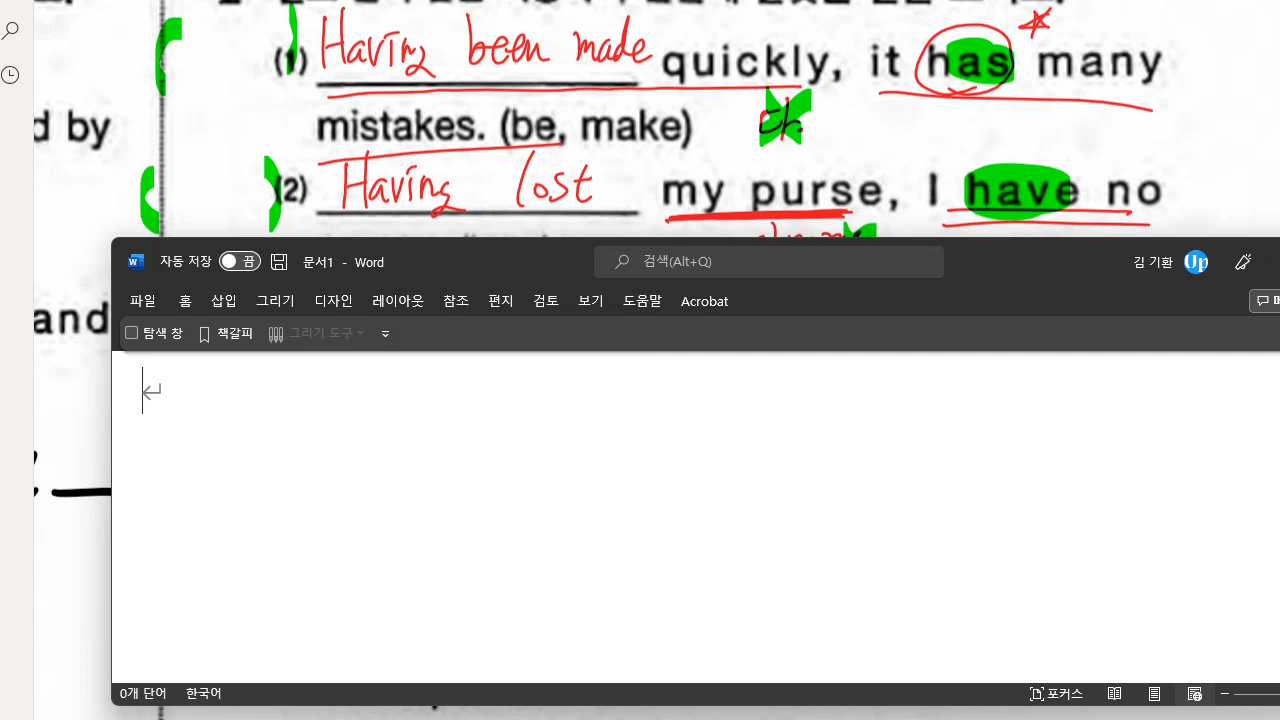 (1) Having been made quickly, it has many
mistakes. (be, make)
d by
(2) Having lost my purse, I have no
and
자동 저장 끔 문서1 - Word 검색(Alt+Q) 김 기환 Up
파일 홈 삽입 그리기 디자인 레이아웃 참조 편지 검토 보기 도움말 Acrobat
탐색 창 책갈피 그리기 도구
0개 단어 한국어 포커스